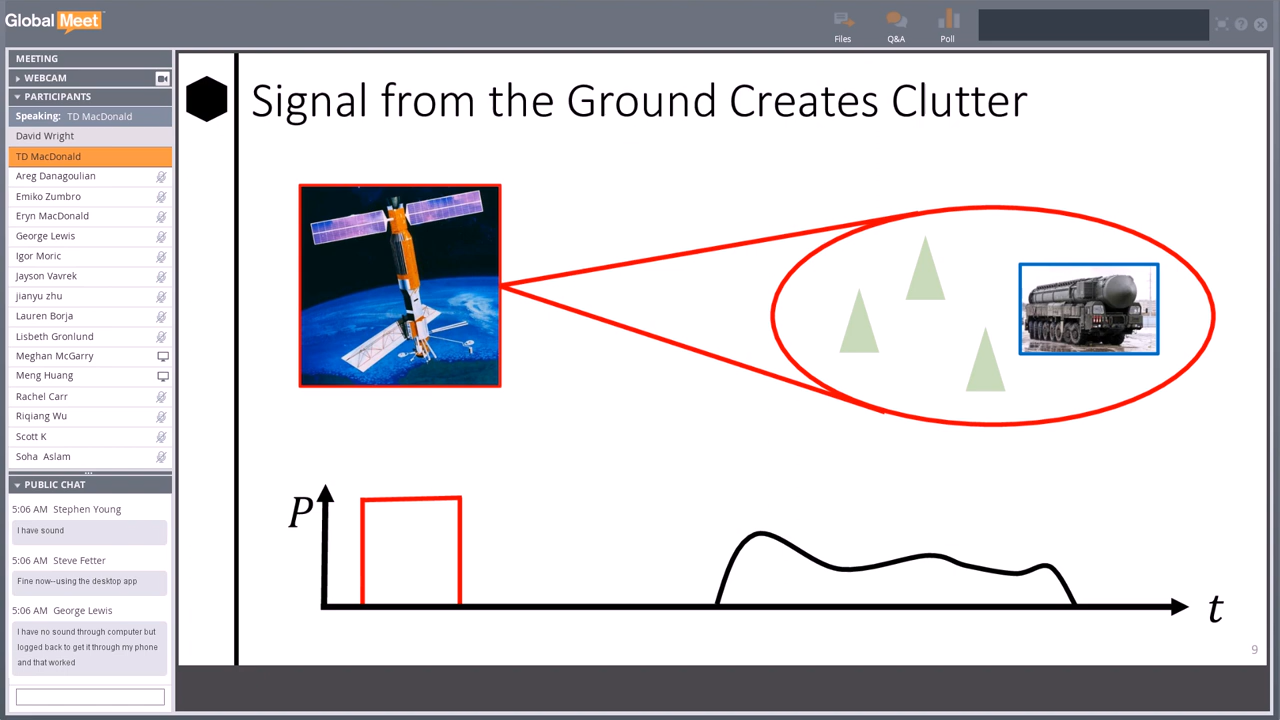 Global Meet
Files
Q&A
Poll
MEETING
WEBCAM
PARTICIPANTS
Speaking: TD MacDonald
David Wright
TD MacDonald
Areg Danagoulian
Emiko Zumbro
Eryn MacDonald
George Lewis
Igor Moric
Jayson Vavrek
jianyu zhu
Lauren Borja
Lisbeth Gronlund
Meghan McGarry
Meng Huang
Rachel Carr
Riqiang Wu
Scott K
Soha Aslam
PUBLIC CHAT
5:06 AM Stephen Young
I have sound
5:06 AM Steve Fetter
Fine now--using the desktop app
5:06 AM George Lewis
I have no sound through computer but
logged back to get it through my phone
and that worked
Signal from the Ground Creates Clutter
P
t
9